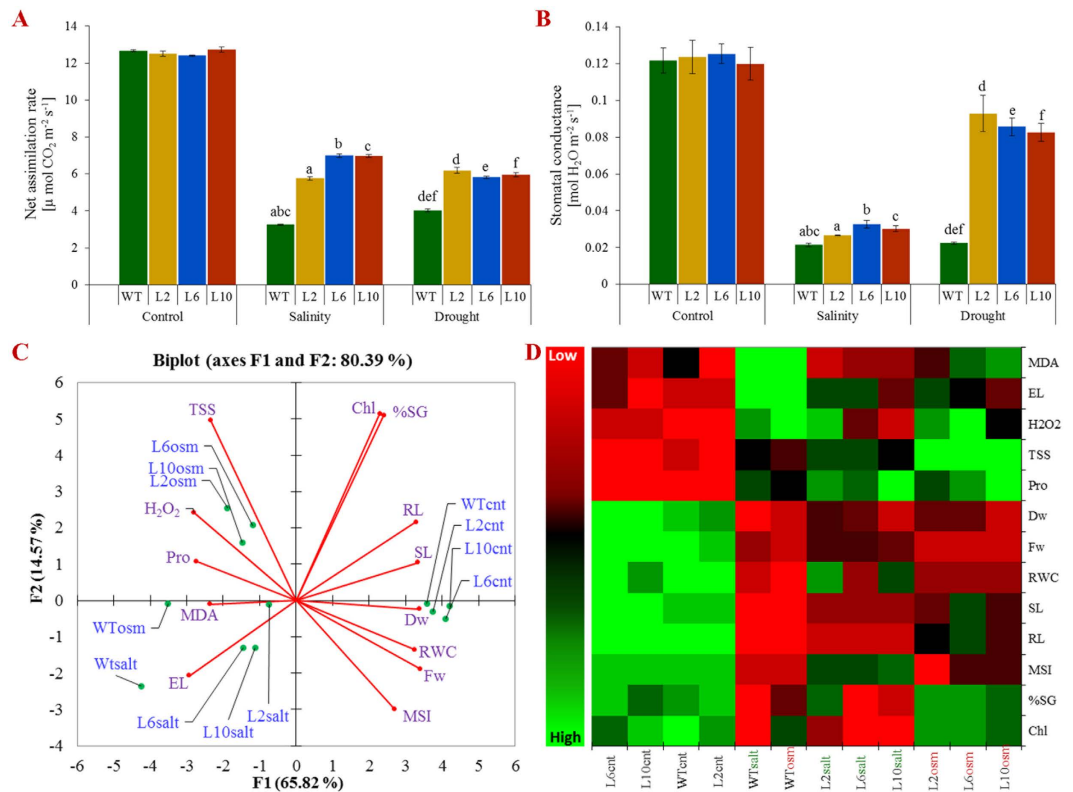 A
Net assimilation rate
[µ mol CO2 m-2 s-1]
14
12
10
8
6
4
2
0
abc
a
b
c
def
d
e
f
WT L2 L6 L10 WT L2 L6 L10 WT L2 L6 L10
Control Salinity Drought
B
Stomatal conductance
[mol H2O m-2 s-1]
0.14
0.12
0.1
0.08
0.06
0.04
0.02
0
abc
a
b
c
def
d
e
f
WT L2 L6 L10 WT L2 L6 L10 WT L2 L6 L10
Control Salinity Drought
C
Biplot (axes F1 and F2: 80.39 %)
F2 (14.57 %)
6
5
4
3
2
1
0
-1
-2
-3
-4
TSS
Chl
%SG
L6osm
L10osm
L2osm
H2O2
RL
WTcnt
L2cnt
SL
L10cnt
Pro
L6cnt
MDA
Dw
WTosm
RWC
Wtsalt
EL
Fw
L6salt
L10salt
L2salt
MSI
-6 -5 -4 -3 -2 -1 0 1 2 3 4 5 6
F1 (65.82 %)
D
Low
High
MDA
EL
H2O2
TSS
Pro
Dw
Fw
RWC
SL
RL
MSI
%SG
Chl
L6cnt
L10cnt
WTcnt
L2cnt
WTsalt
WTosm
L2salt
L6salt
L10salt
L2osm
L6osm
L10osm